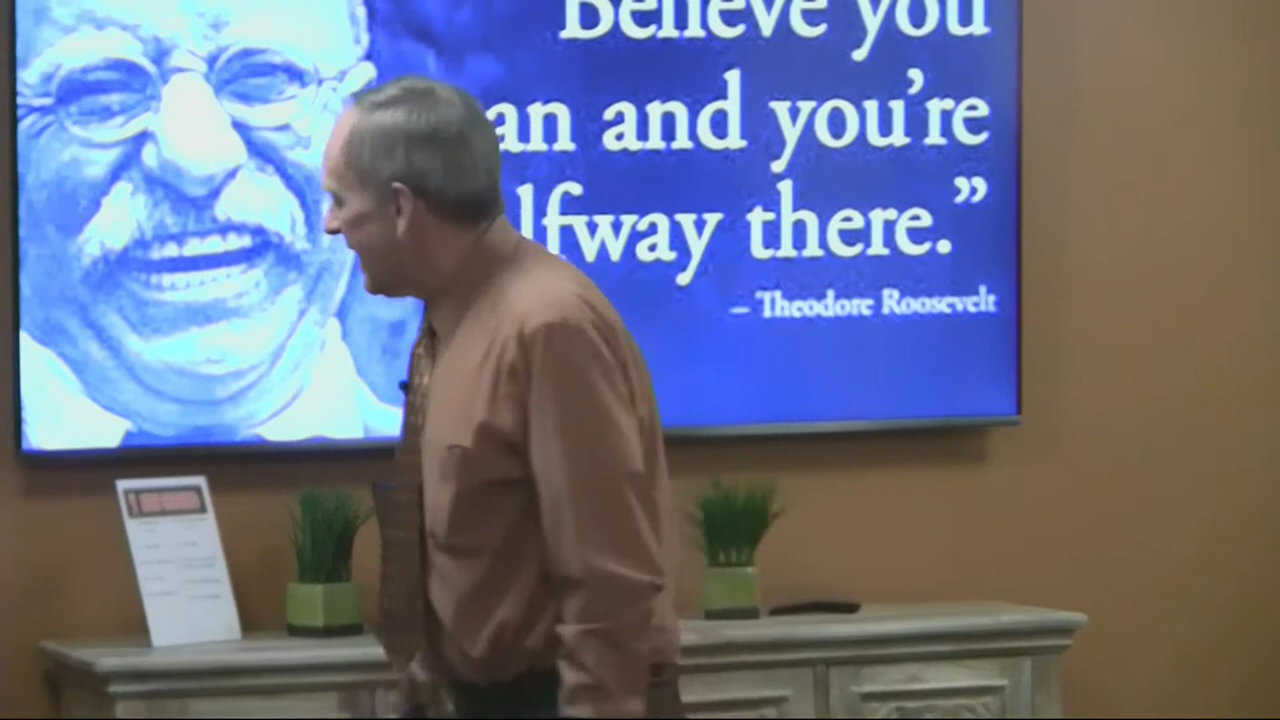 Believe you
an and you're
lfway there.”
– Theodore Roosevelt